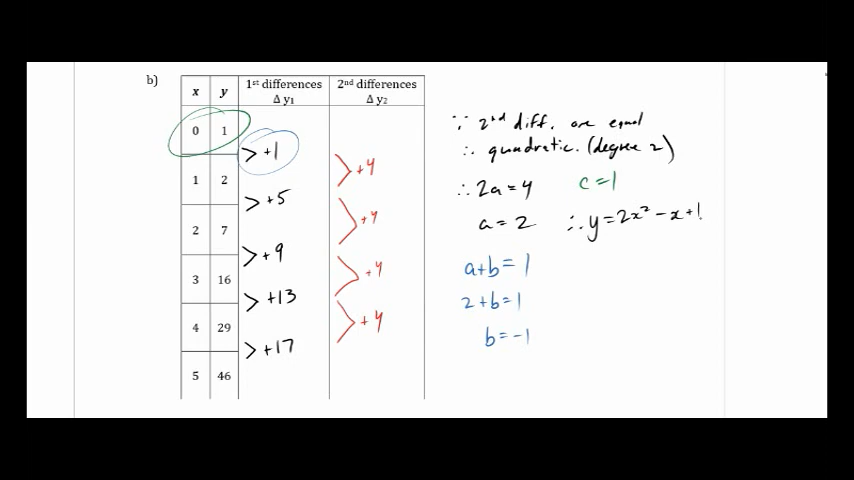 b)
x y 1st differences Δ y1 2nd differences Δ y2
0 1
> +1
1 2
> +4
> +5
2 7
> +4
> +9
3 16
> +4
> +13
4 29
> +4
> +17
5 46
∵ 2nd diff. are equal
∴ quadratic. (degree 2)
∴ 2a = 4 c = 1
a = 2 ∴ y = 2x² - x + 1
a+b = 1
2 + b = 1
b = -1